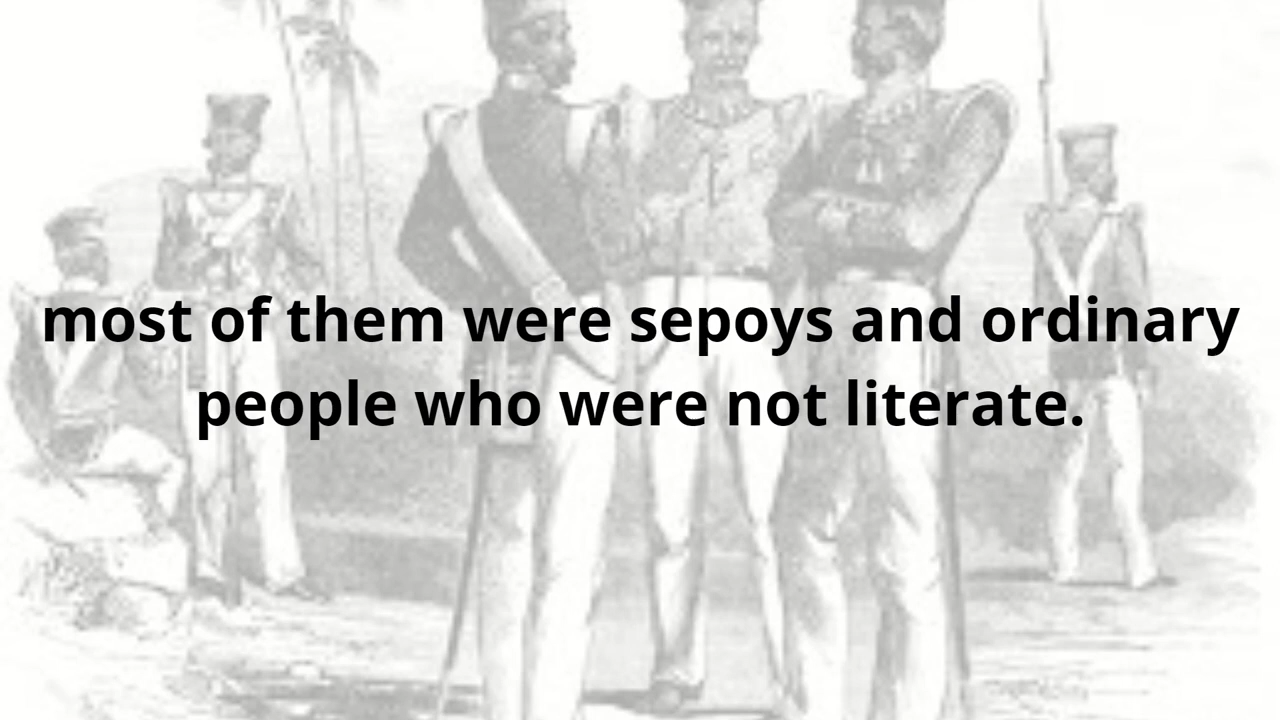 most of them were sepoys and ordinary
people who were not literate.